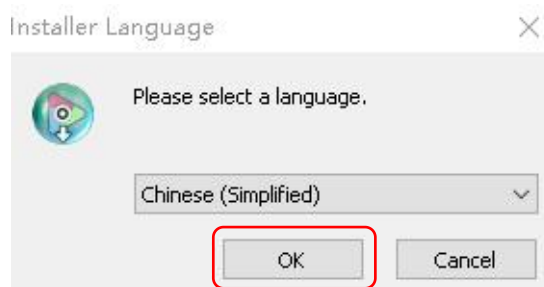 Installer Language
Please select a language.
Chinese (Simplified)
OK
Cancel